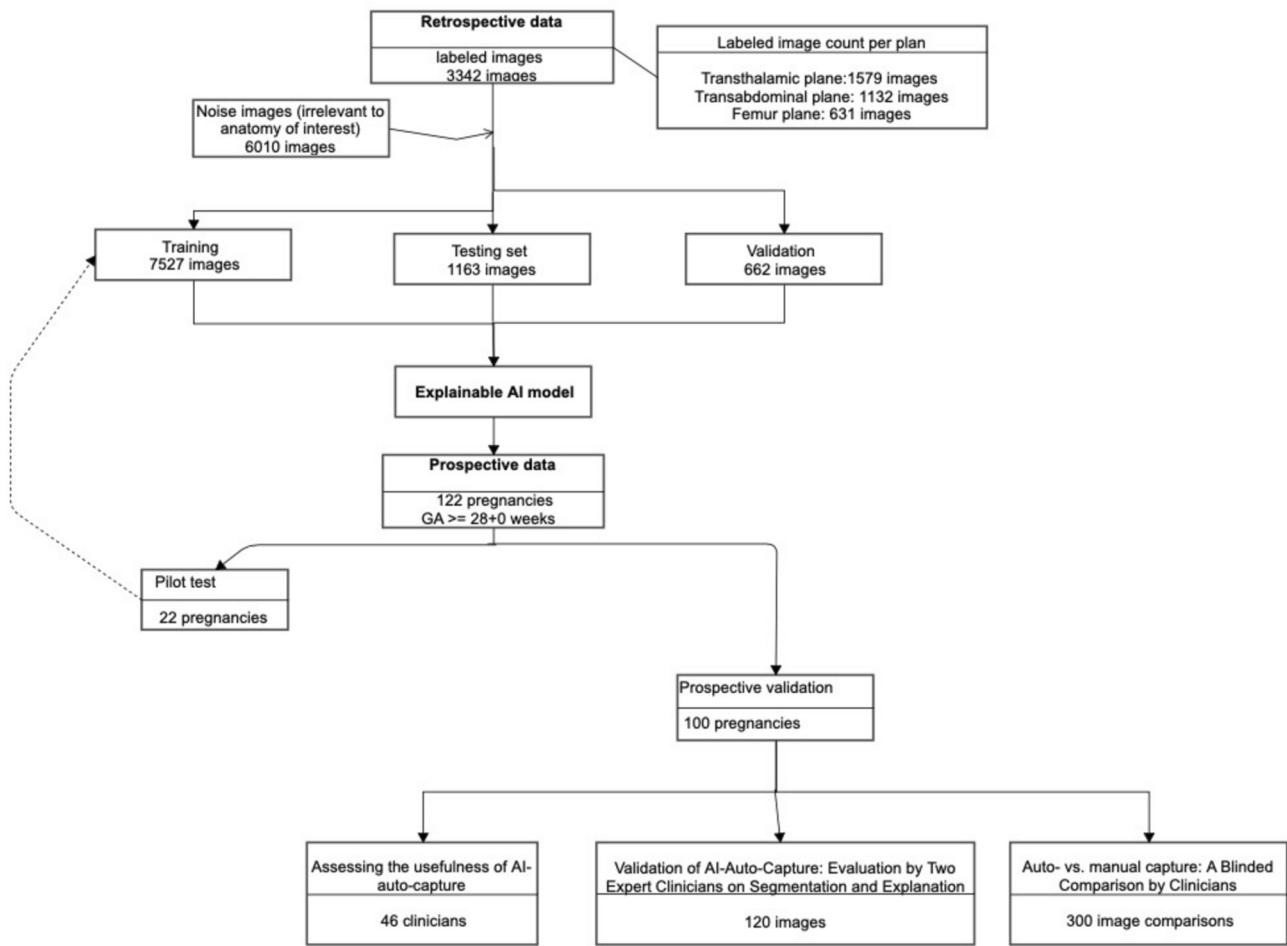 Retrospective data
labeled images
3342 images
Labeled image count per plan
Transthalamic plane:1579 images
Transabdominal plane: 1132 images
Femur plane: 631 images
Noise images (irrelevant to
anatomy of interest)
6010 images
Training
7527 images
Testing set
1163 images
Validation
662 images
Explainable AI model
Prospective data
122 pregnancies
GA >= 28+0 weeks
Pilot test
22 pregnancies
Prospective validation
100 pregnancies
Assessing the usefulness of AI-
auto-capture
46 clinicians
Validation of AI-Auto-Capture: Evaluation by Two
Expert Clinicians on Segmentation and Explanation
120 images
Auto- vs. manual capture: A Blinded
Comparison by Clinicians
300 image comparisons